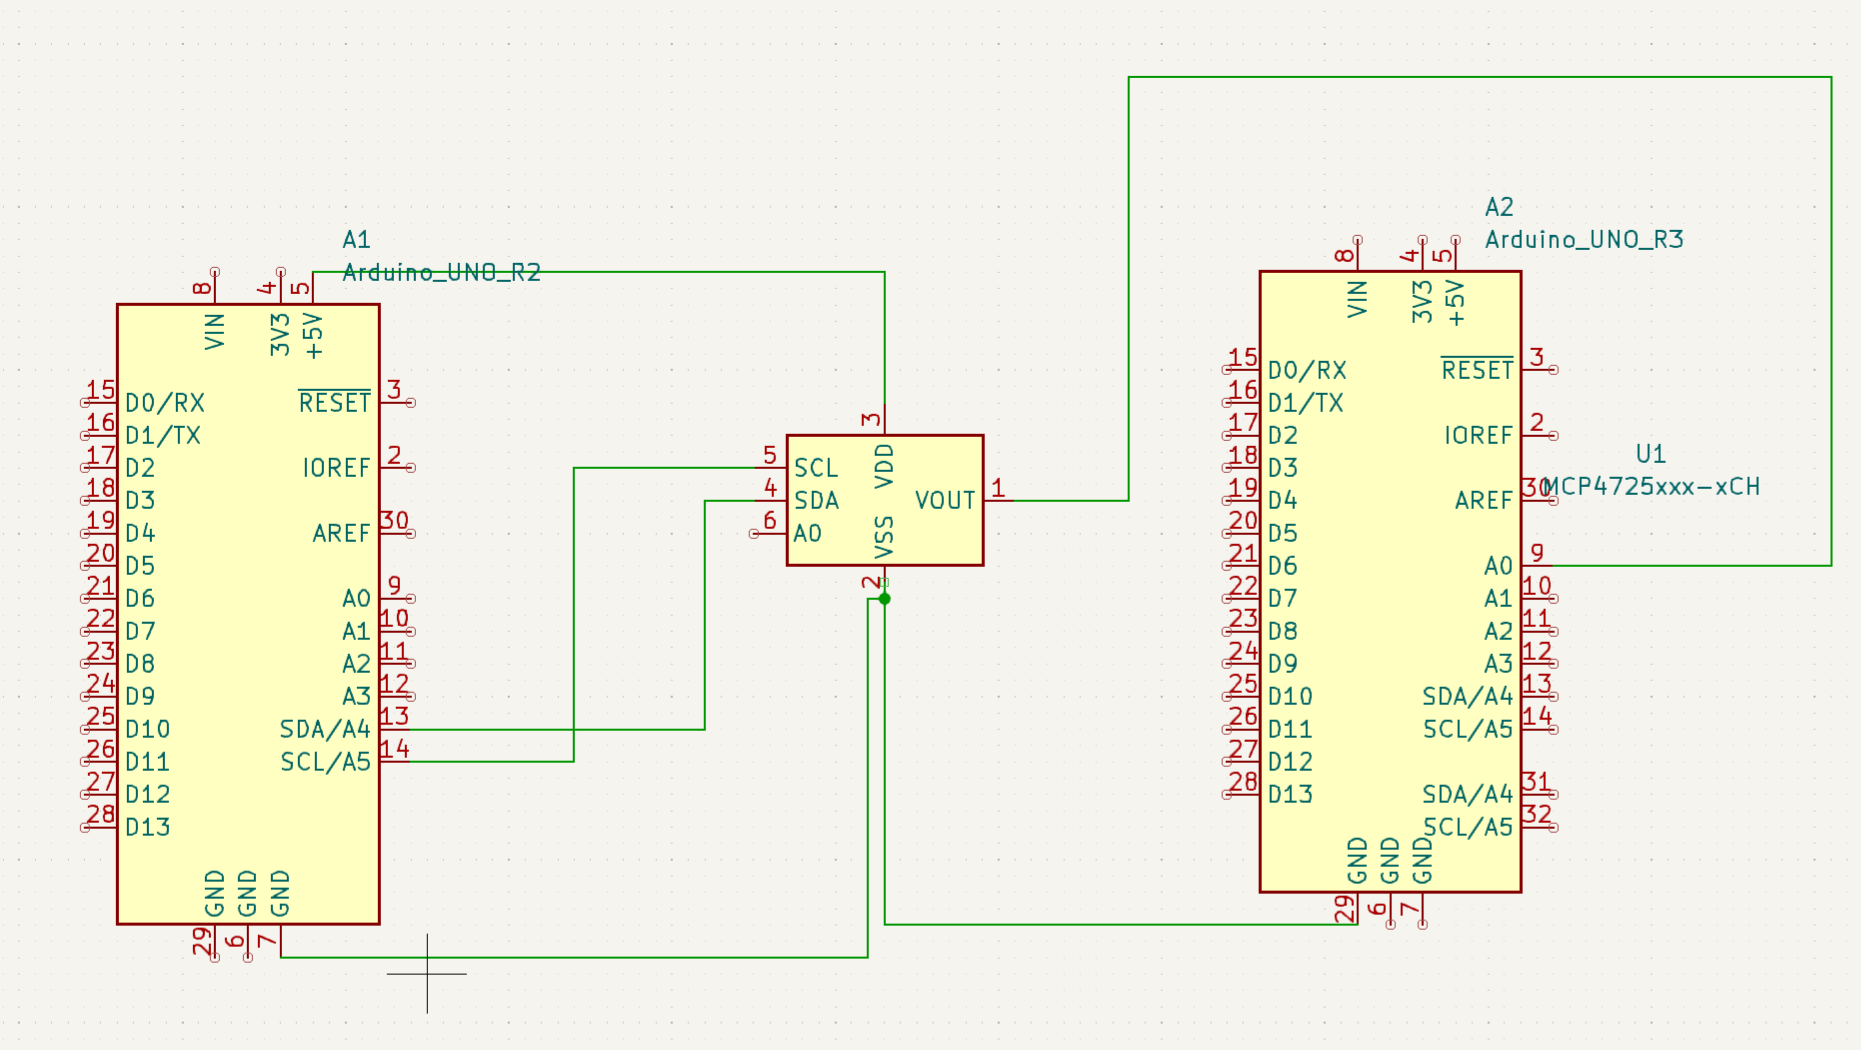 A1
Arduino_UNO_R2
8
4
5
VIN
3V3
+5V
15 D0/RX
RESET 3
16 D1/TX
17 D2
IOREF 2
18 D3
19 D4
AREF 30
20 D5
21 D6
A0 9
22 D7
A1 10
23 D8
A2 11
24 D9
A3 12
25 D10
SDA/A4 13
26 D11
SCL/A5 14
27 D12
28 D13
GND
GND
GND
29
6
7
3
VDD
5 SCL
4 SDA
6 A0
VOUT 1
VSS
2
A2
Arduino_UNO_R3
8
4
5
VIN
3V3
+5V
15 D0/RX
RESET 3
16 D1/TX
17 D2
IOREF 2
18 D3
19 D4
AREF 30
20 D5
21 D6
A0 9
22 D7
A1 10
23 D8
A2 11
24 D9
A3 12
25 D10
SDA/A4 13
26 D11
SCL/A5 14
27 D12
28 D13
SDA/A4 31
SCL/A5 32
GND
GND
GND
29
6
7
U1
MCP4725xxx-xCH